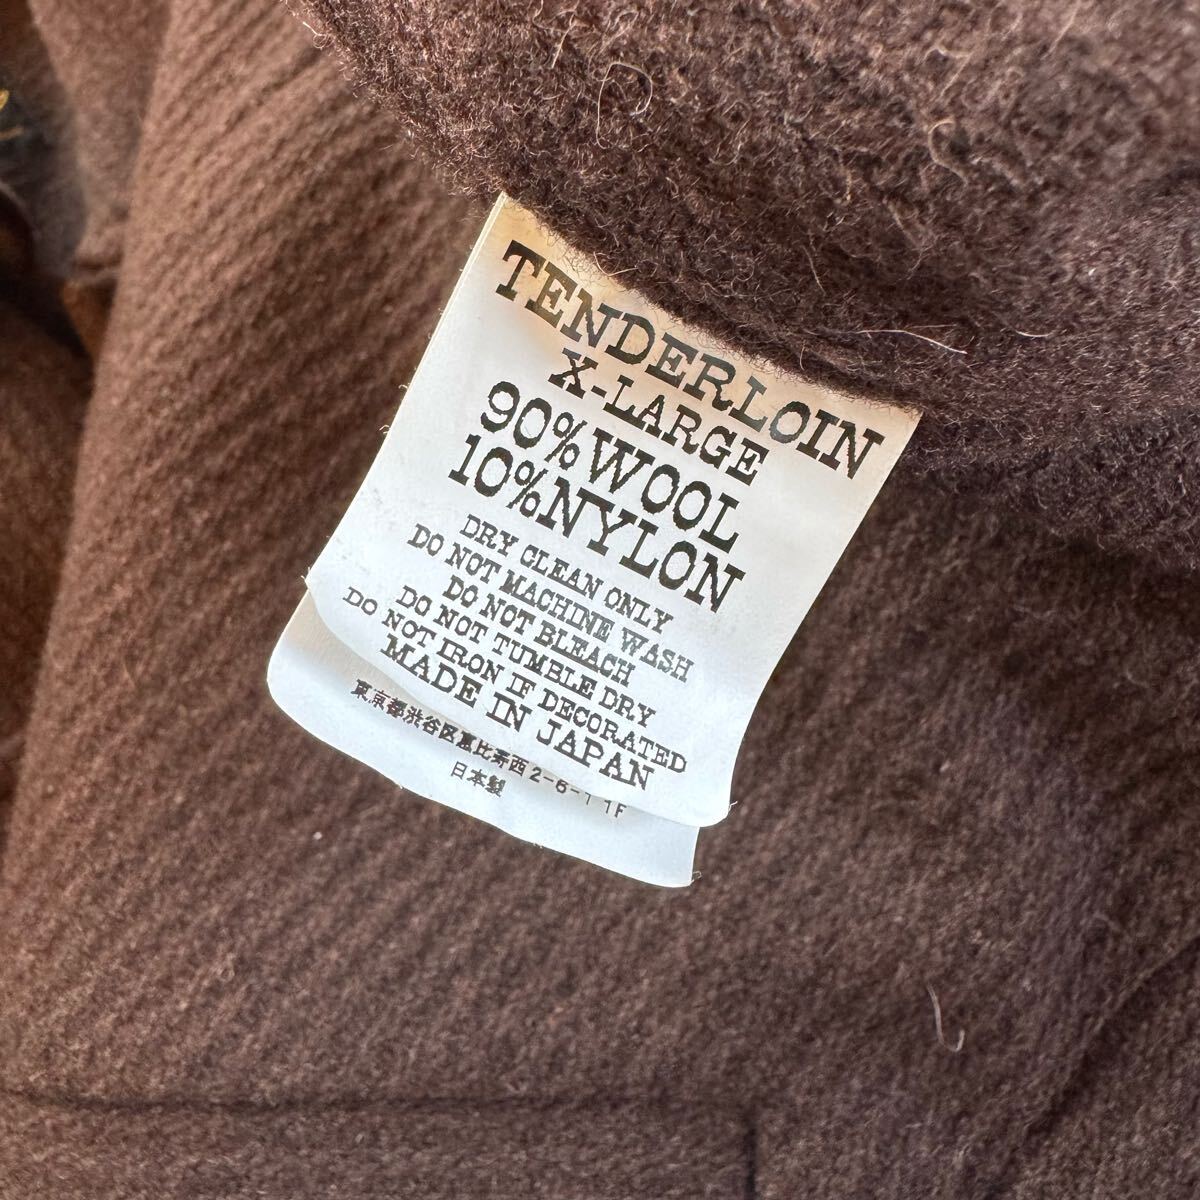 TENDERLOIN
X-LARGE
90%WOOL
10%NYLON
DRY CLEAN ONLY
DO NOT MACHINE WASH
DO NOT BLEACH
DO NOT TUMBLE DRY
DO NOT IRON IF DECORATED
MADE IN JAPAN
東京都渋谷区恵比寿西2-6-11F
日本製